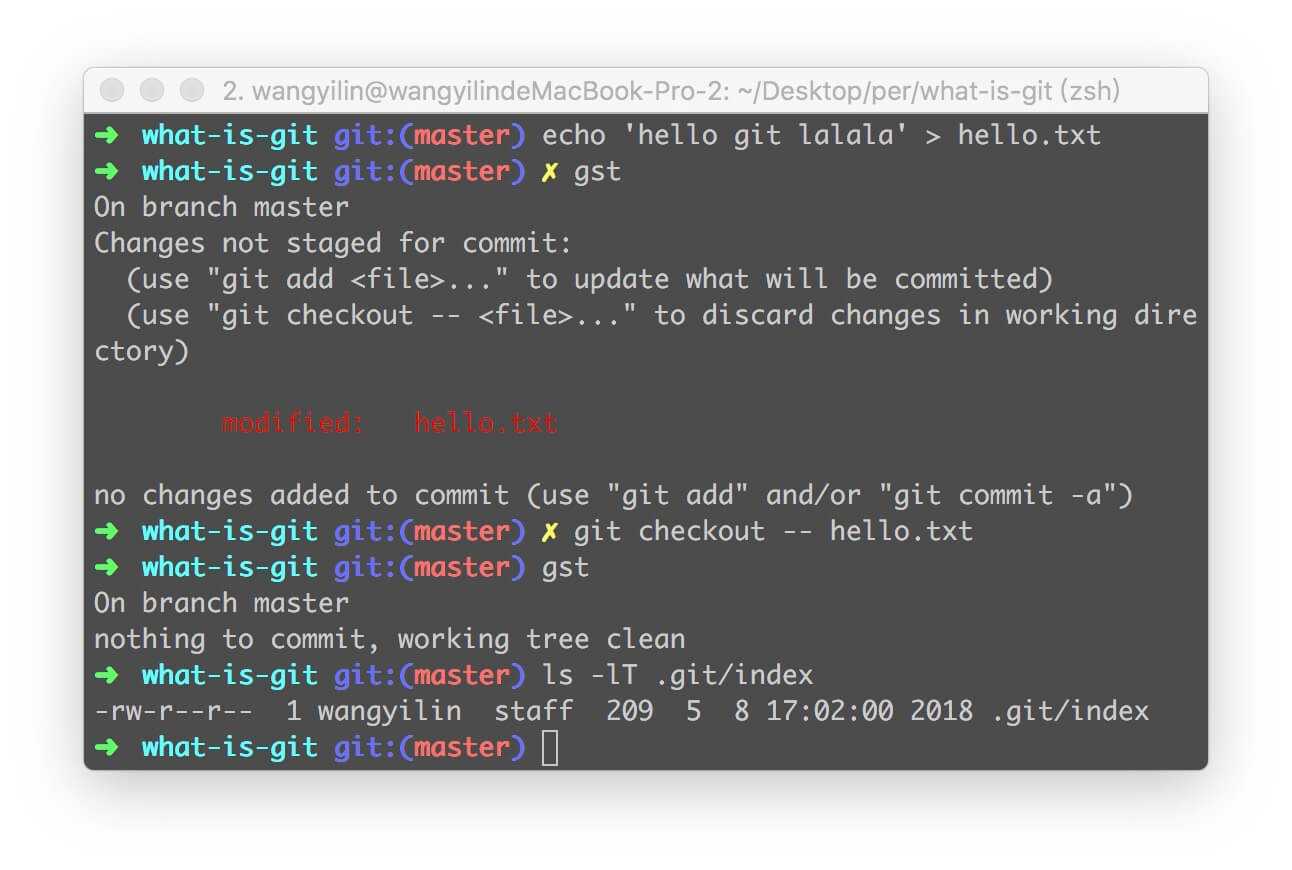 2. wangyilin@wangyilindeMacBook-Pro-2: ~/Desktop/per/what-is-git (zsh)
➜  what-is-git git:(master) echo 'hello git lalala' > hello.txt
➜  what-is-git git:(master) ✗ gst
On branch master
Changes not staged for commit:
  (use "git add <file>..." to update what will be committed)
  (use "git checkout -- <file>..." to discard changes in working dire
ctory)
        modified:   hello.txt
no changes added to commit (use "git add" and/or "git commit -a")
➜  what-is-git git:(master) ✗ git checkout -- hello.txt
➜  what-is-git git:(master) gst
On branch master
nothing to commit, working tree clean
➜  what-is-git git:(master) ls -lT .git/index
-rw-r--r--  1 wangyilin  staff  209  5  8 17:02:00 2018 .git/index
➜  what-is-git git:(master)